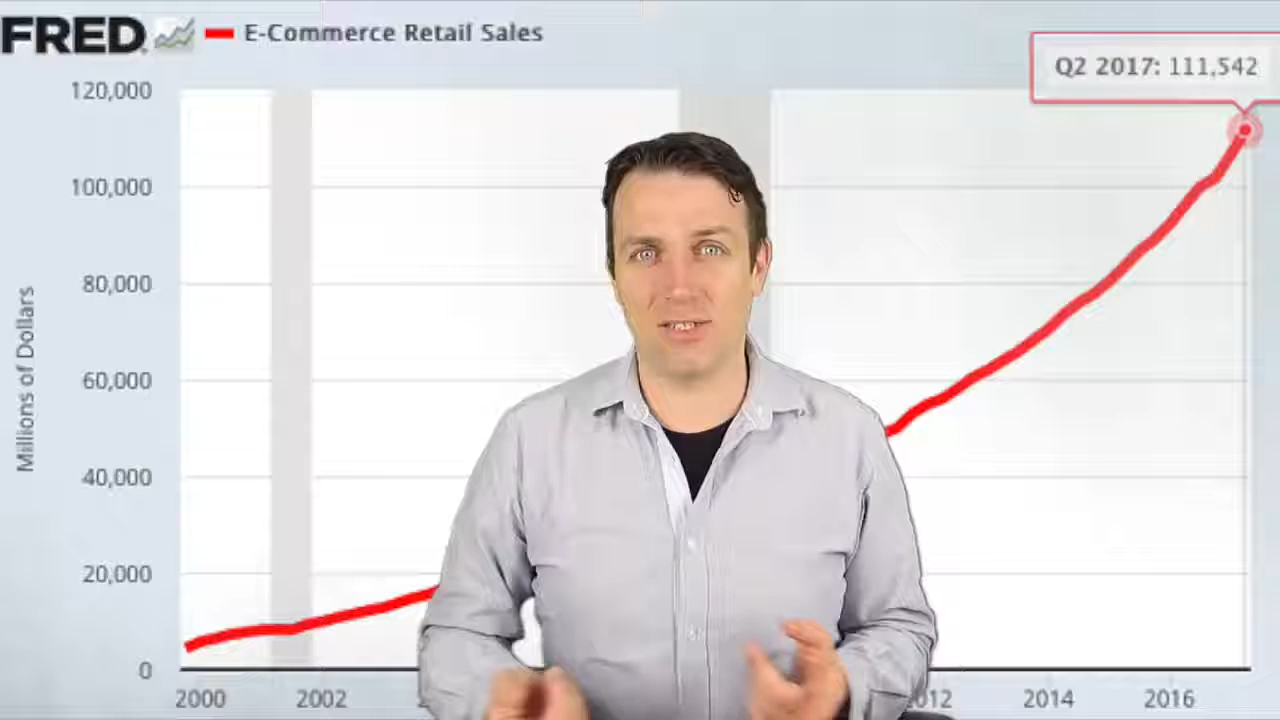 FRED
E-Commerce Retail Sales
Q2 2017: 111,542
120,000
100,000
80,000
60,000
40,000
20,000
0
Millions of Dollars
2000
2002
2014
2016